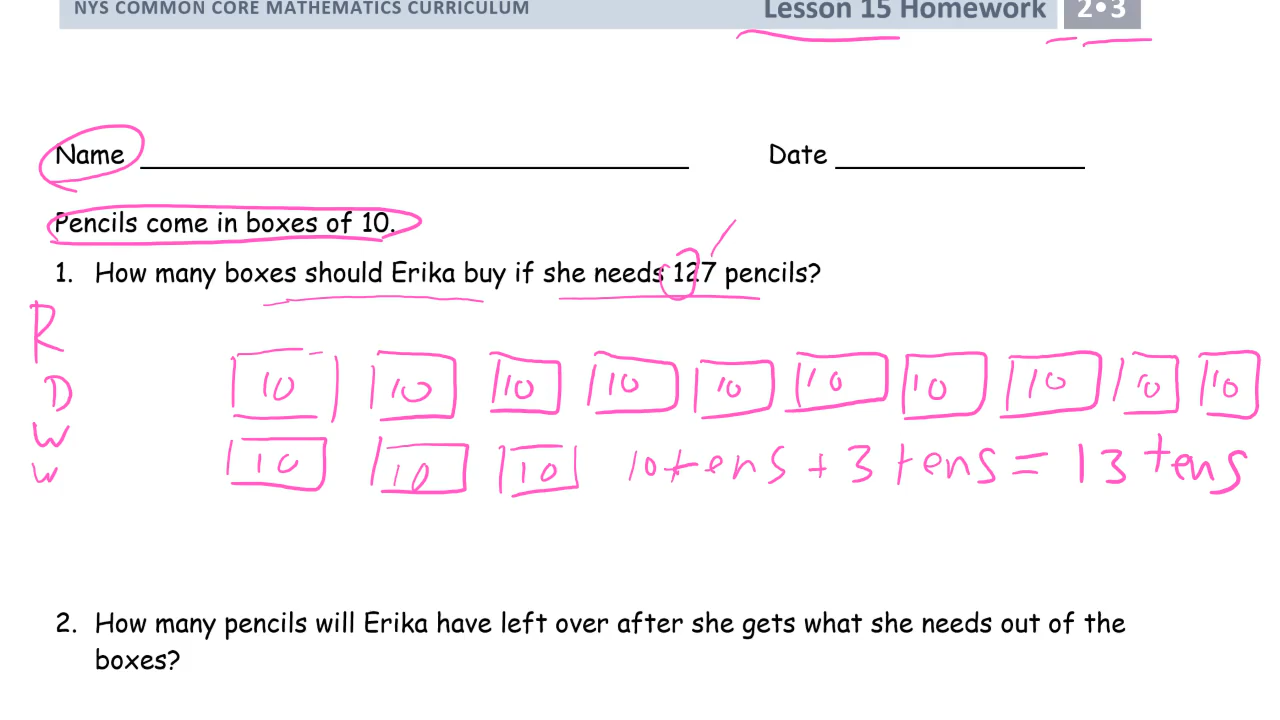 NYS COMMON CORE MATHEMATICS CURRICULUM Lesson 15 Homework 2•3
Name Date
Pencils come in boxes of 10.
1. How many boxes should Erika buy if she needs 127 pencils?
R
D
W
W
10 10 10 10 10 10 10 10 10 10
10 10 10 10 tens + 3 tens = 13 tens
2. How many pencils will Erika have left over after she gets what she needs out of the
boxes?